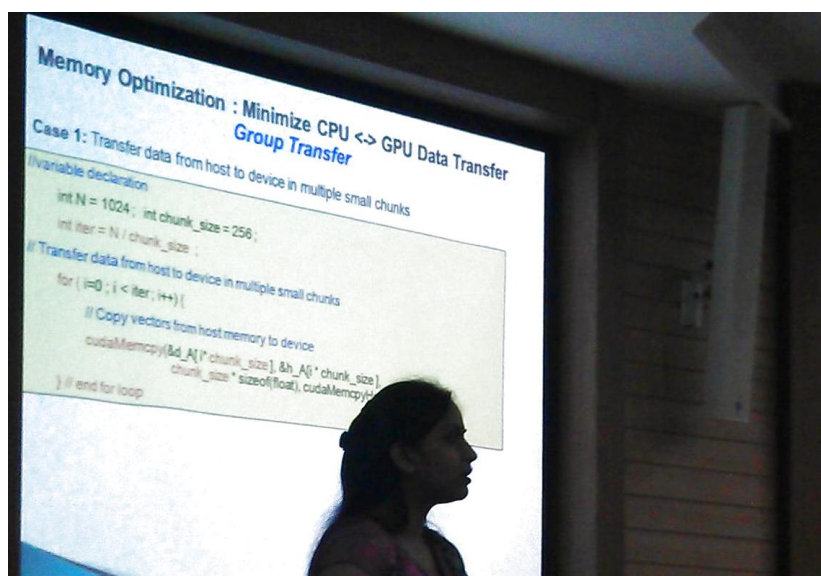 Memory Optimization : Minimize CPU <-> GPU Data Transfer
Group Transfer
Case 1: Transfer data from host to device in multiple small chunks
//variable declaration
int N = 1024 ; int chunk_size = 256 ;
int iter = N / chunk_size ;
// Transfer data from host to device in multiple small chunks
for ( i=0 ; i < iter ; i++) {
// Copy vectors from host memory to device
cudaMemcpy(&d_A[ i* chunk_size ], &h_A[i * chunk_size ],
chunk_size * sizeof(float), cudaMemcpyH
} // end for loop